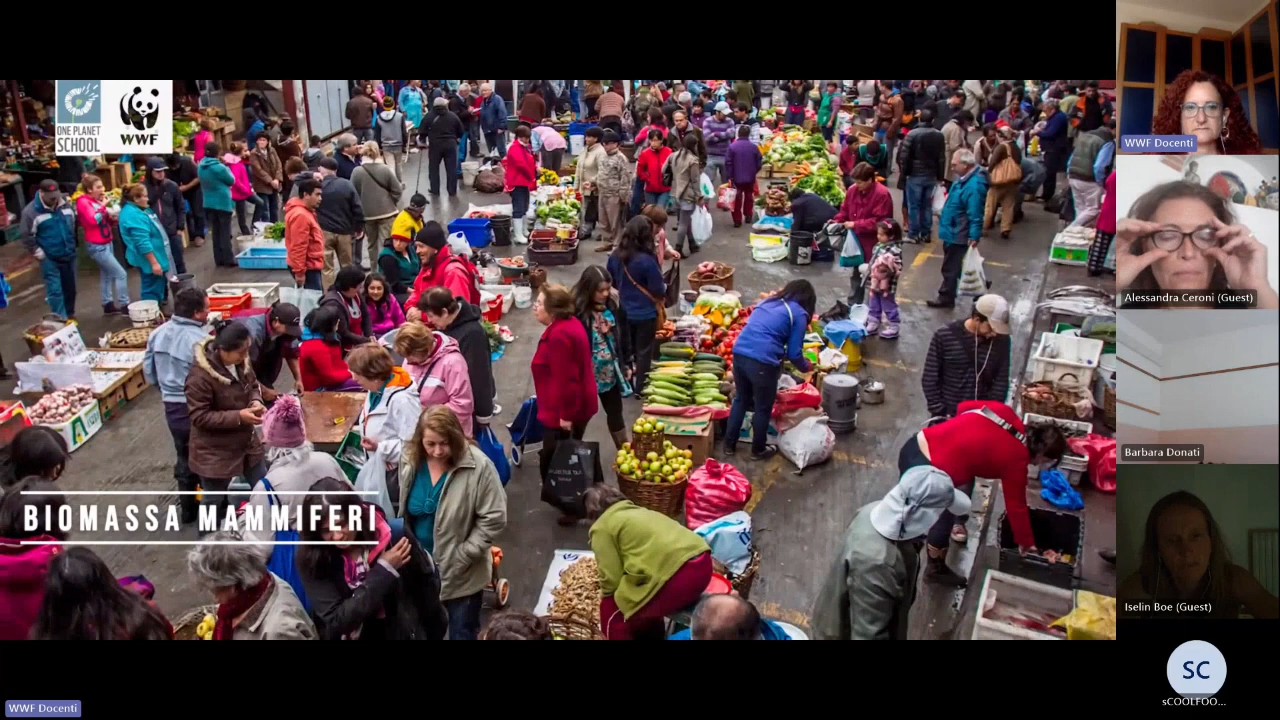 ONE PLANET
SCHOOL
WWF
BIOMASSA MAMMIFERI
WWF Docenti
WWF Docenti
Alessandra Ceroni (Guest)
Barbara Donati
Iselin Boe (Guest)
SC
sCOOLFOO...